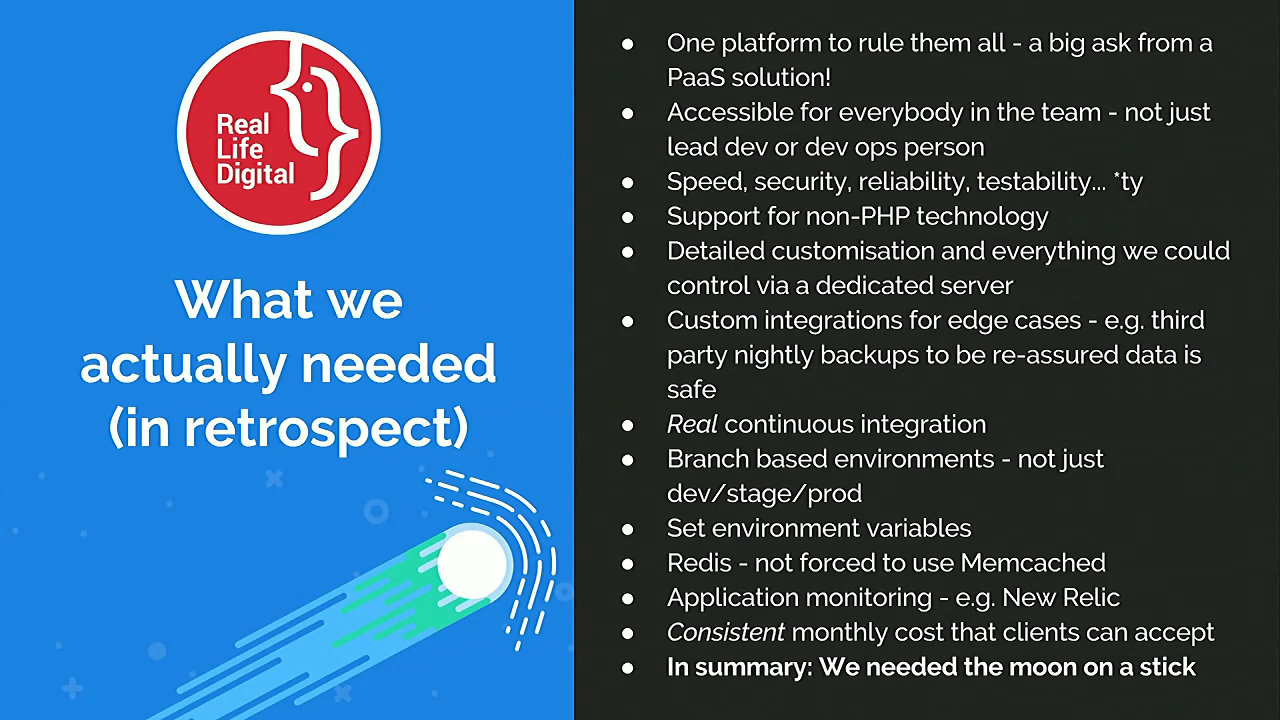 Real
Life
Digital
What we
actually needed
(in retrospect)
● One platform to rule them all - a big ask from a
PaaS solution!
● Accessible for everybody in the team - not just
lead dev or dev ops person
● Speed, security, reliability, testability... *ty
● Support for non-PHP technology
● Detailed customisation and everything we could
control via a dedicated server
● Custom integrations for edge cases - e.g. third
party nightly backups to be re-assured data is
safe
● Real continuous integration
● Branch based environments - not just
dev/stage/prod
● Set environment variables
● Redis - not forced to use Memcached
● Application monitoring - e.g. New Relic
● Consistent monthly cost that clients can accept
● In summary: We needed the moon on a stick